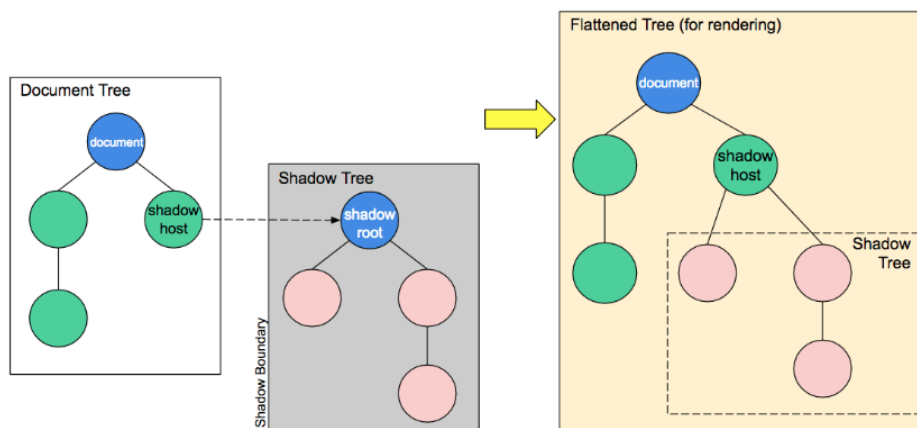 Document Tree
document
shadow
host
Shadow Tree
shadow
root
Shadow Boundary
Flattened Tree (for rendering)
document
shadow
host
Shadow
Tree